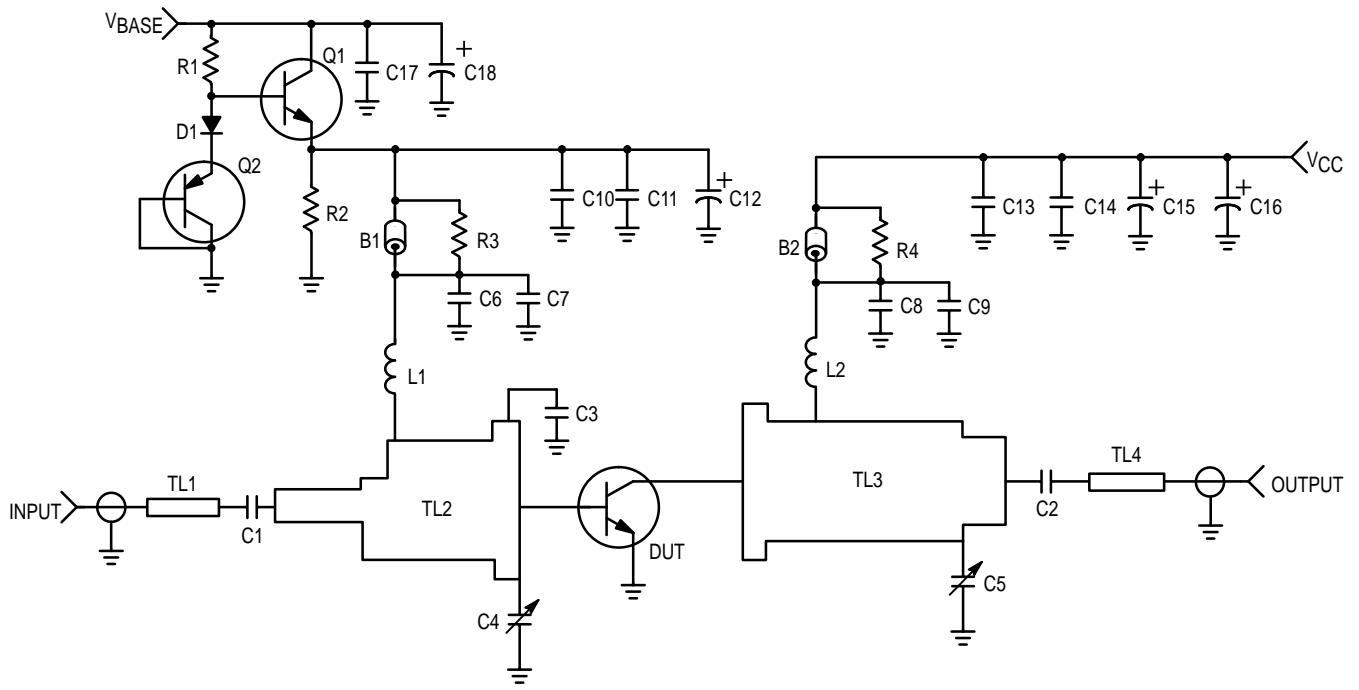 VBASE
R1
Q1
C17
C18
D1
Q2
R2
C10
C11
C12
VCC
C13
C14
C15
C16
B1
R3
B2
R4
C6
C7
C8
C9
L1
L2
C3
TL1
TL2
TL3
TL4
INPUT
OUTPUT
C1
C2
DUT
C4
C5